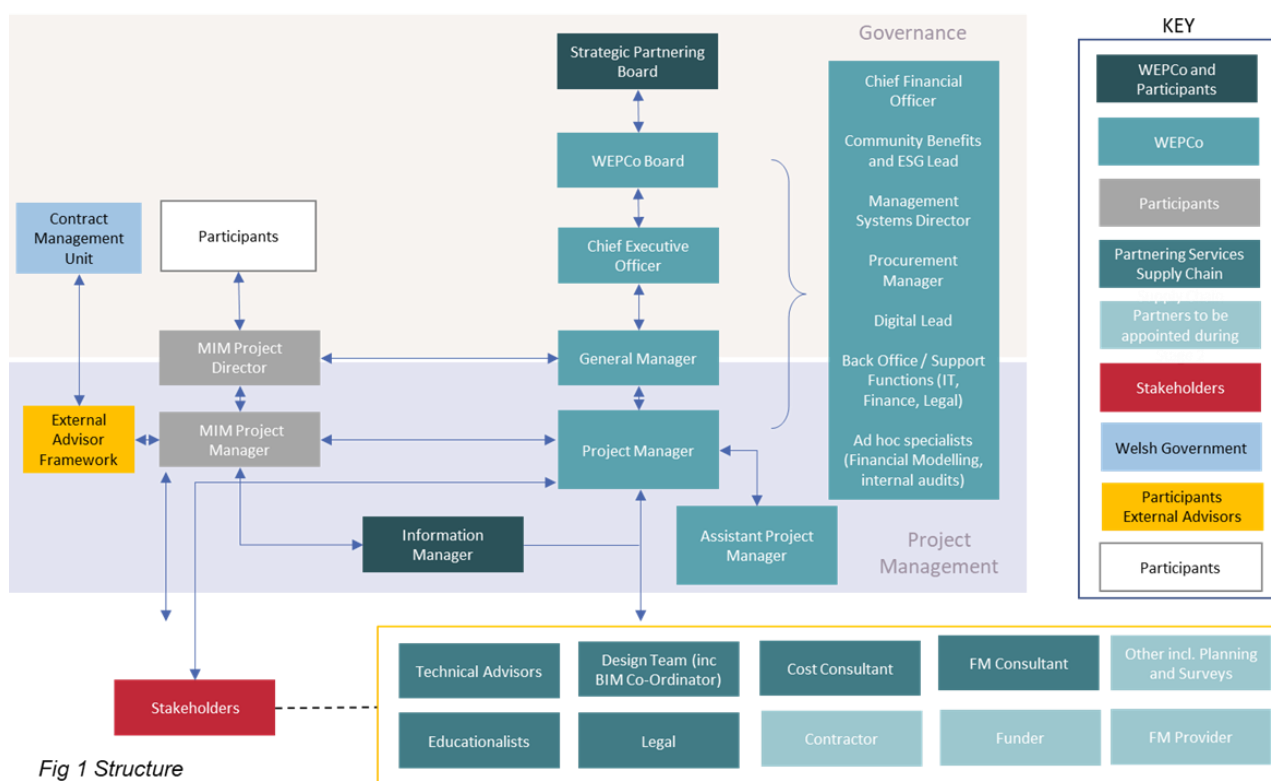 Governance
Strategic Partnering
Board
WEPCo Board
Chief Executive
Officer
General Manager
Contract
Management
Unit
Participants
MIM Project
Director
External
Advisor
Framework
MIM Project
Manager
Project Manager
Information
Manager
Assistant Project
Manager
Project
Management
Chief Financial
Officer
Community Benefits
and ESG Lead
Management
Systems Director
Procurement
Manager
Digital Lead
Back Office / Support
Functions (IT,
Finance, Legal)
Ad hoc specialists
(Financial Modelling,
internal audits)
Stakeholders
Technical Advisors
Design Team (inc
BIM Co-Ordinator)
Cost Consultant
FM Consultant
Other incl. Planning
and Surveys
Educationalists
Legal
Contractor
Funder
FM Provider
Fig 1 Structure
KEY
WEPCo and
Participants
WEPCo
Participants
Partnering Services
Supply Chain
Partners to be
appointed during
Stakeholders
Welsh Government
Participants
External Advisors
Participants